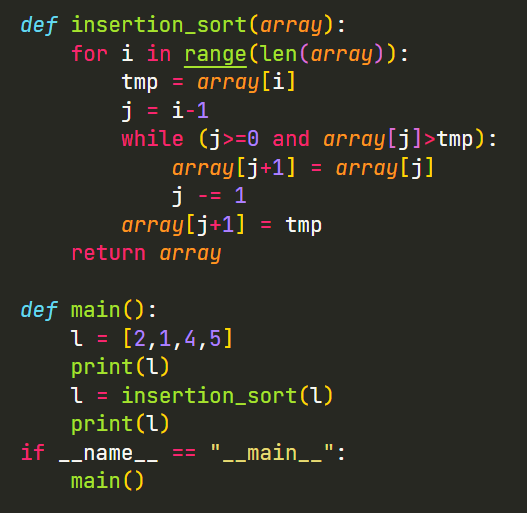 def insertion_sort(array):
    for i in range(len(array)):
        tmp = array[i]
        j = i-1
        while (j>=0 and array[j]>tmp):
            array[j+1] = array[j]
            j -= 1
        array[j+1] = tmp
    return array

def main():
    l = [2,1,4,5]
    print(l)
    l = insertion_sort(l)
    print(l)
if __name__ == "__main__":
    main()